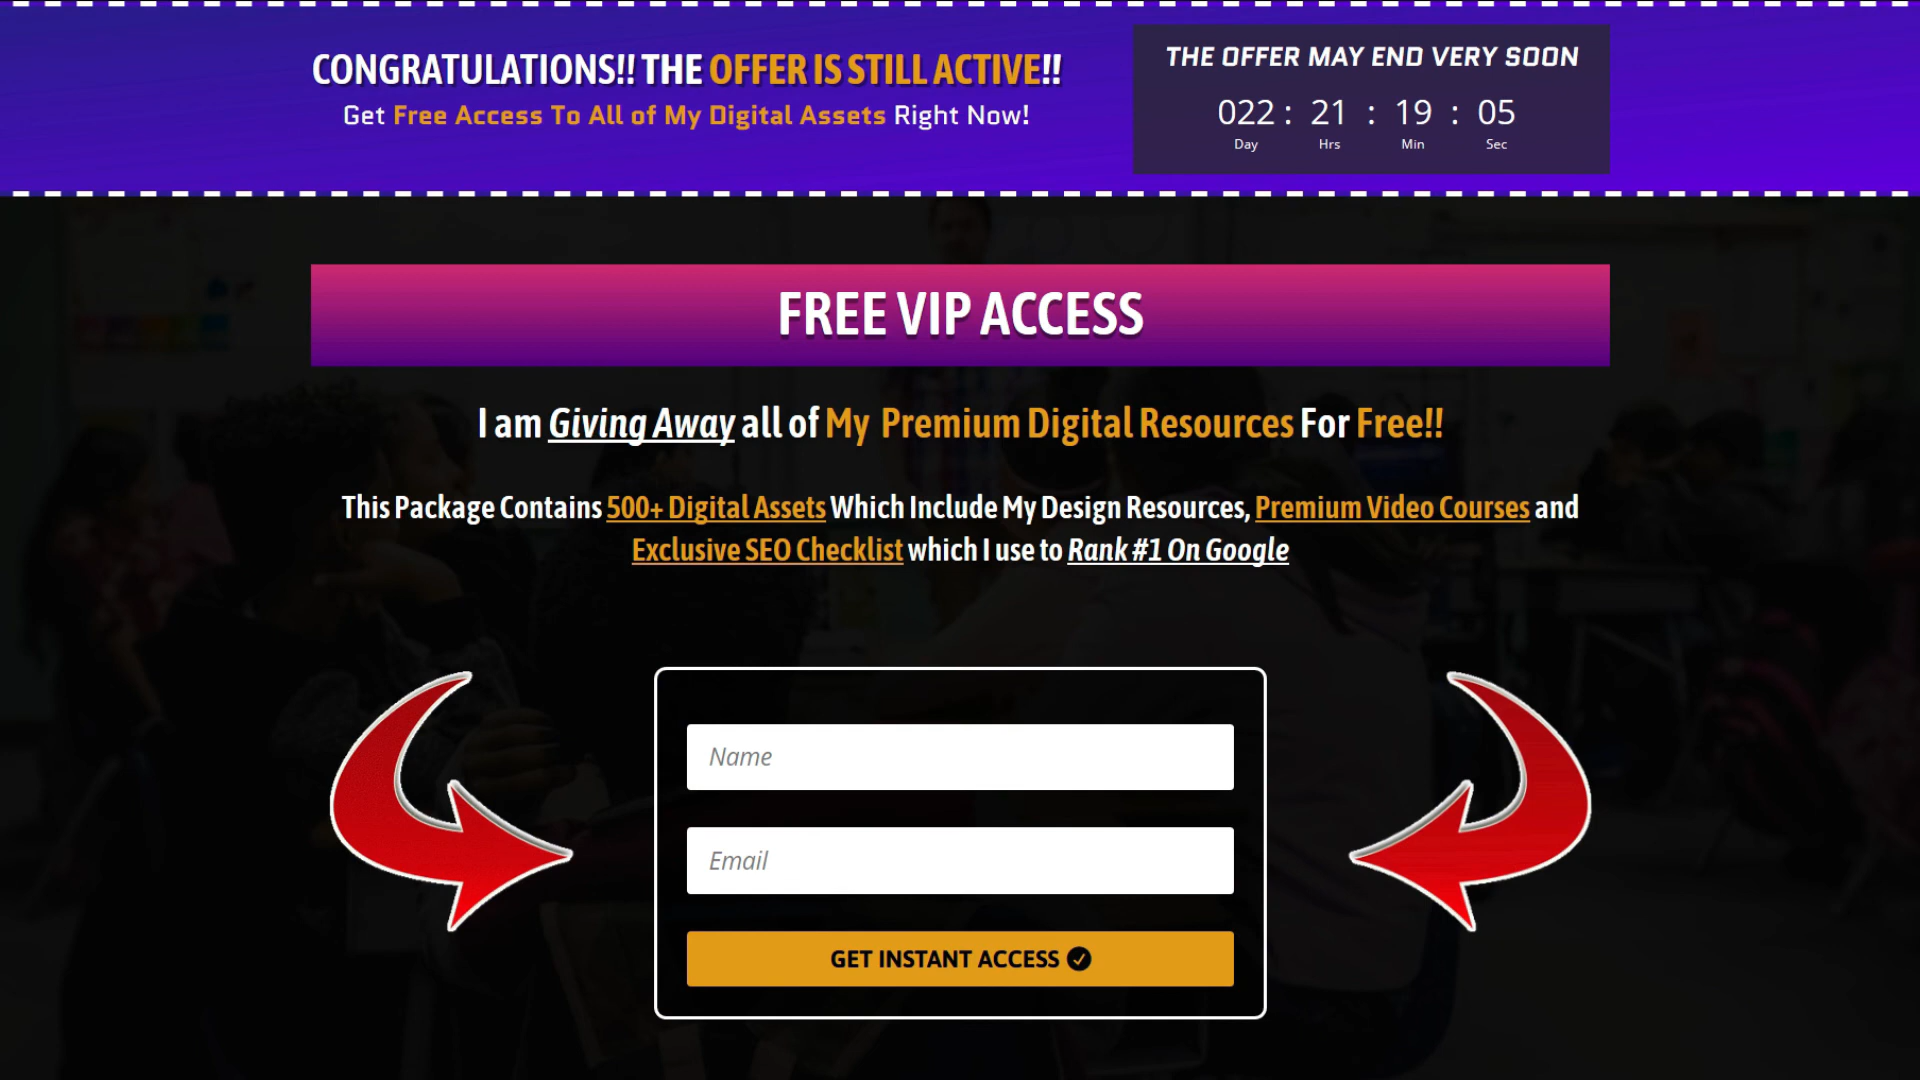 CONGRATULATIONS!! THE OFFER IS STILL ACTIVE!!
Get Free Access To All of My Digital Assets Right Now!
THE OFFER MAY END VERY SOON
022 : 21 : 19 : 05
Day Hrs Min Sec
FREE VIP ACCESS
I am Giving Away all of My Premium Digital Resources For Free!!
This Package Contains 500+ Digital Assets Which Include My Design Resources, Premium Video Courses and
Exclusive SEO Checklist which I use to Rank #1 On Google
Name
Email
GET INSTANT ACCESS